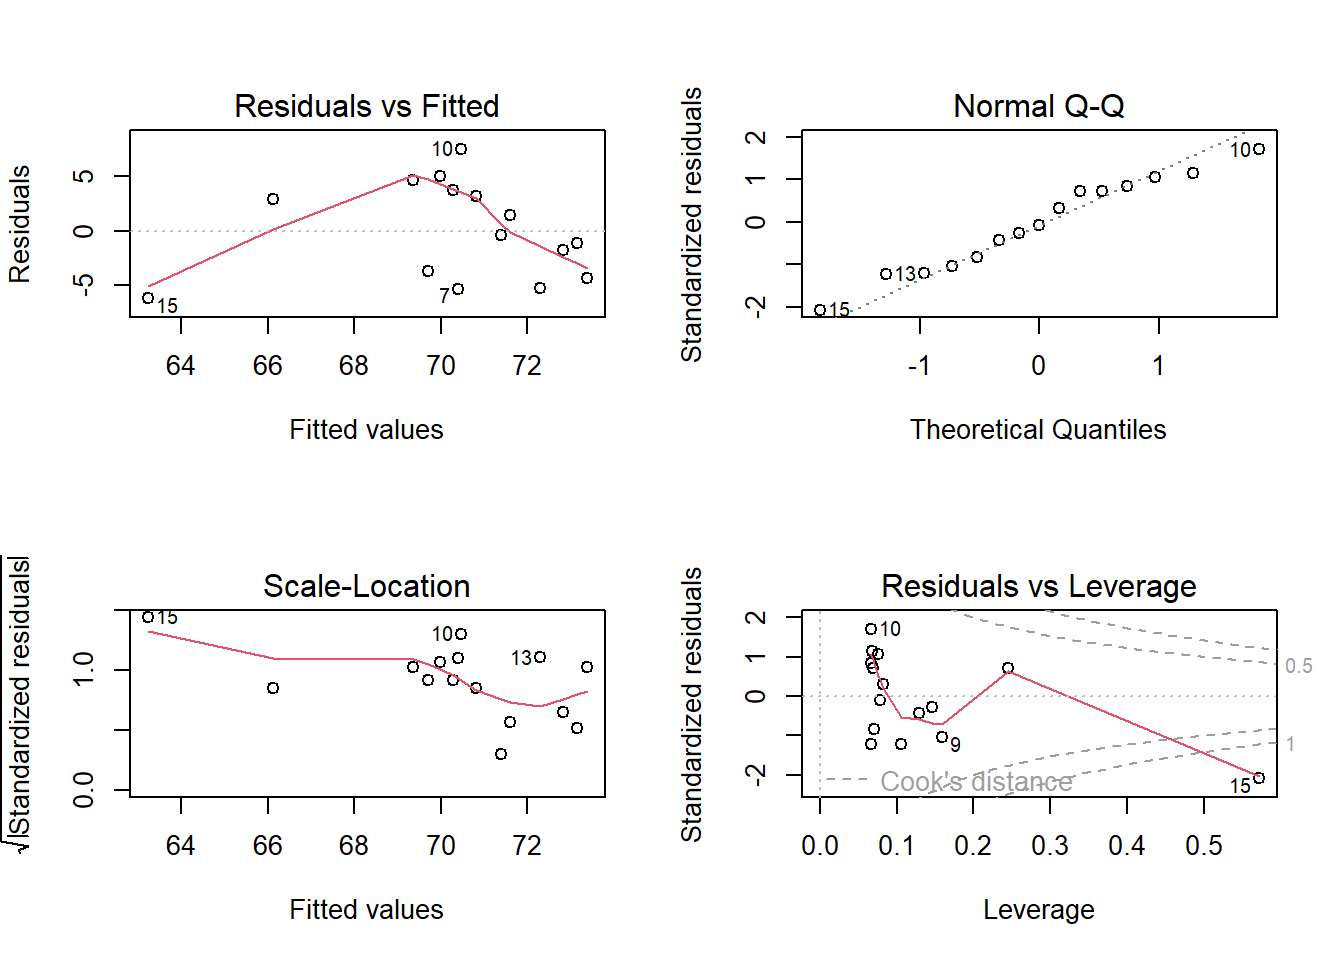 Residuals vs Fitted
Residuals
5
0
-5
10
7
15
64 66 68 70 72
Fitted values
Normal Q-Q
Standardized residuals
2
1
0
-2
10
13
15
-1 0 1
Theoretical Quantiles
Scale-Location
√|Standardized residuals|
1.0
0.0
15
10
13
64 66 68 70 72
Fitted values
Residuals vs Leverage
Standardized residuals
2
1
0
-2
10
9
15
0.5
1
Cook's distance
0.0 0.1 0.2 0.3 0.4 0.5
Leverage